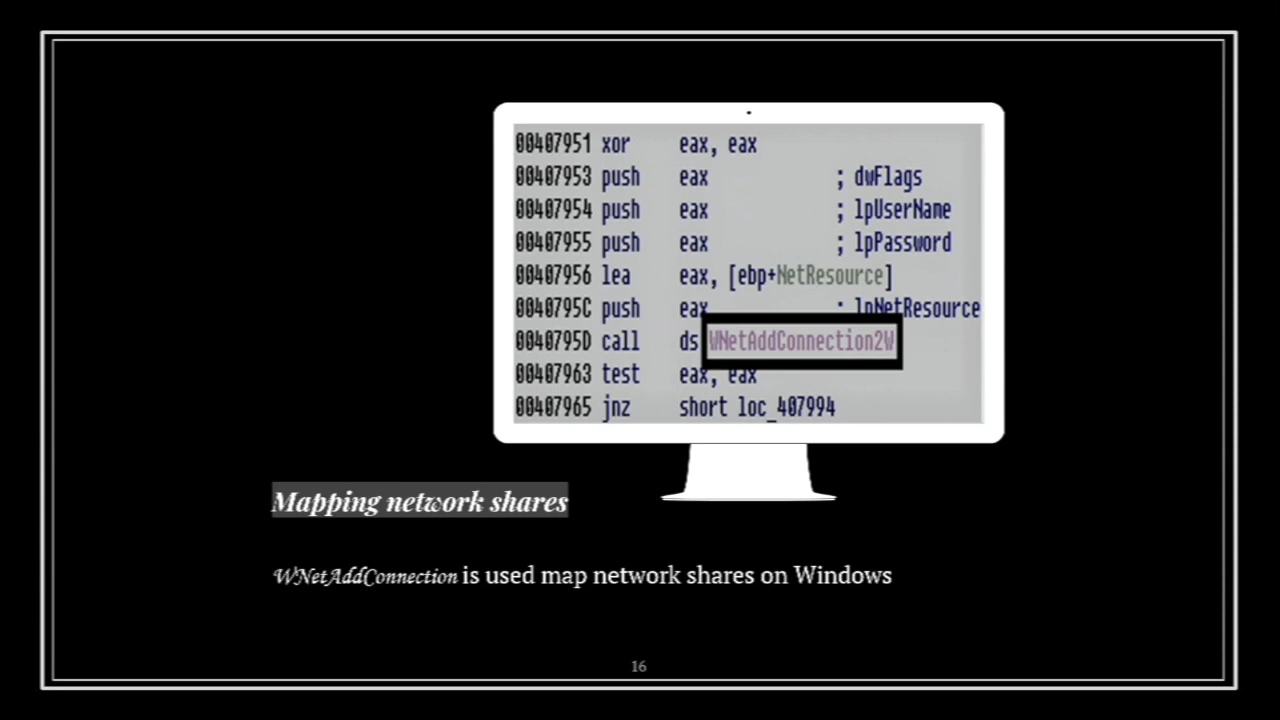 00407951 xor eax, eax
00407953 push eax ; dwFlags
00407954 push eax ; lpUserName
00407955 push eax ; lpPassword
00407956 lea eax, [ebp+NetResource]
0040795C push eax ; lpNetResource
0040795D call ds WNetAddConnection2W
00407963 test eax, eax
00407965 jnz short loc_407994
Mapping network shares
WNetAddConnection is used map network shares on Windows
16